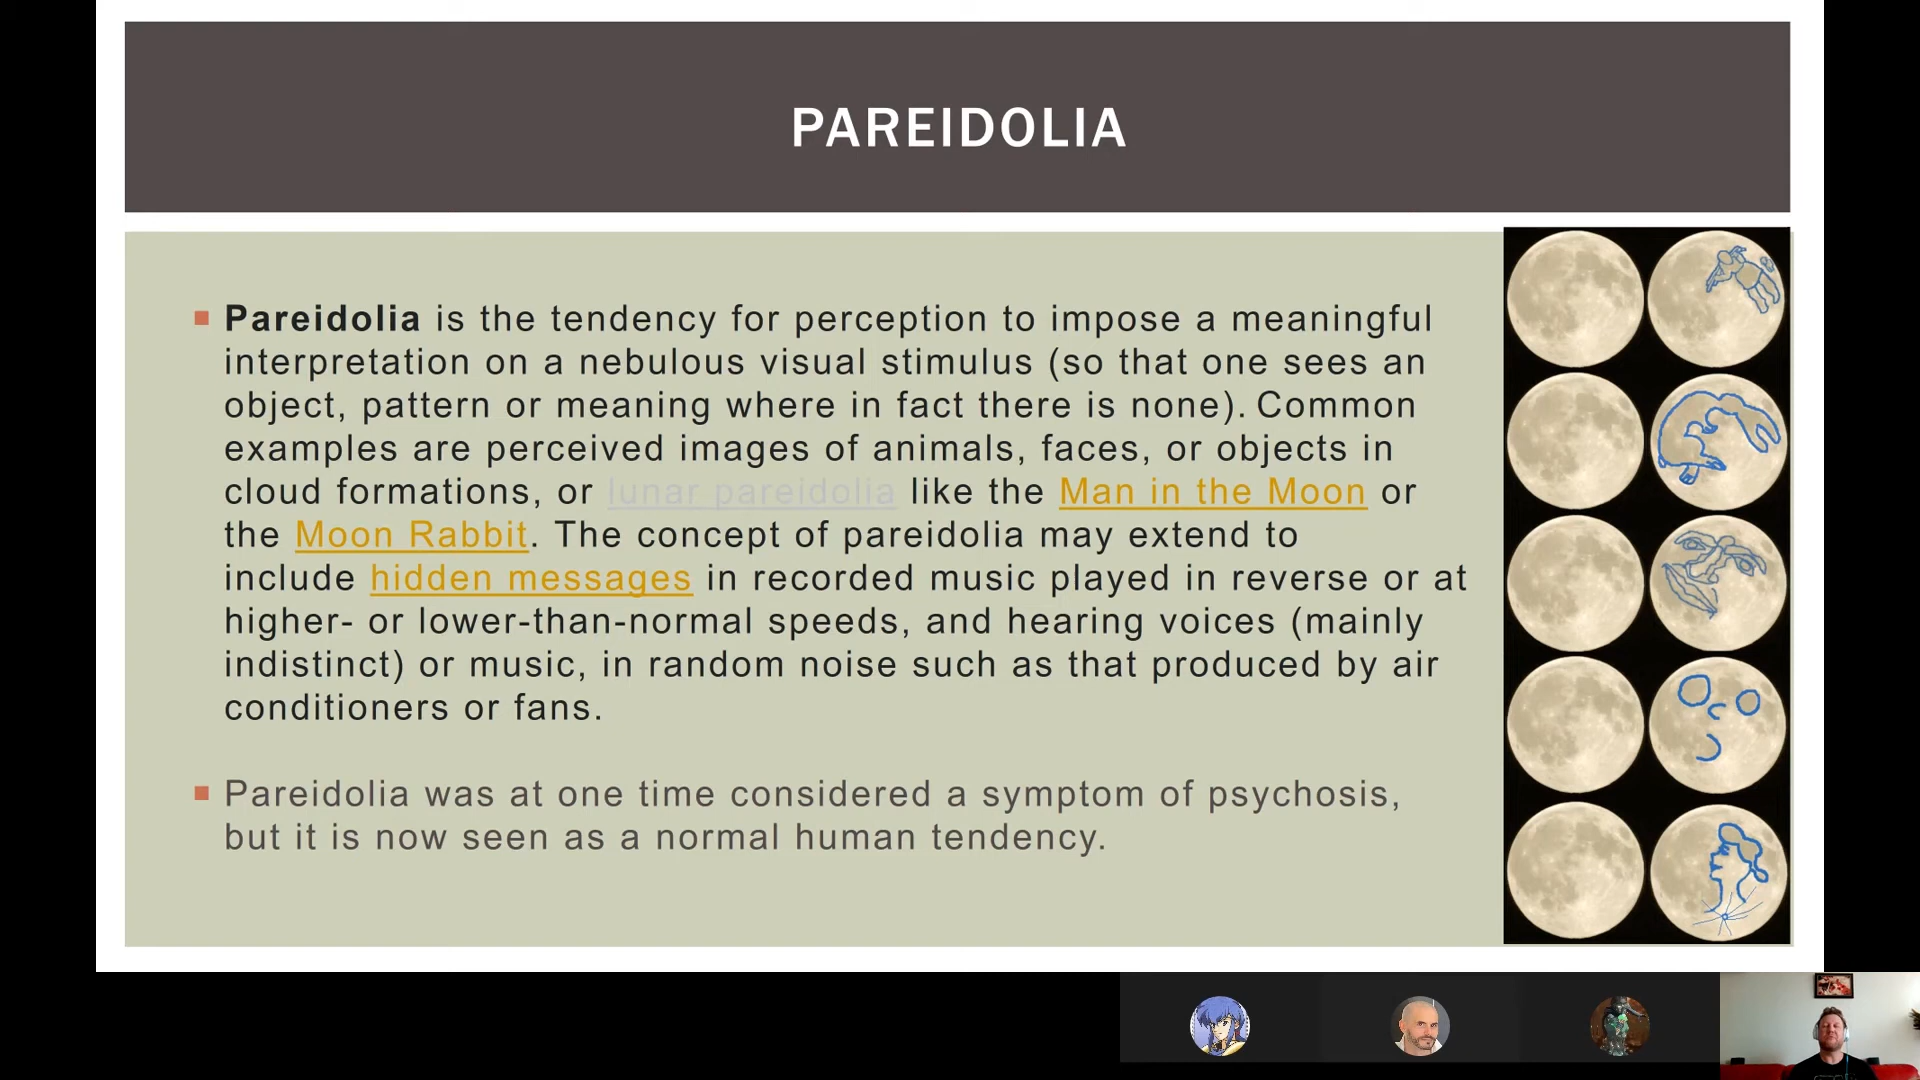 PAREIDOLIA
Pareidolia is the tendency for perception to impose a meaningful
interpretation on a nebulous visual stimulus (so that one sees an
object, pattern or meaning where in fact there is none). Common
examples are perceived images of animals, faces, or objects in
cloud formations, or lunar pareidolia like the Man in the Moon or
the Moon Rabbit. The concept of pareidolia may extend to
include hidden messages in recorded music played in reverse or at
higher- or lower-than-normal speeds, and hearing voices (mainly
indistinct) or music, in random noise such as that produced by air
conditioners or fans.
Pareidolia was at one time considered a symptom of psychosis,
but it is now seen as a normal human tendency.